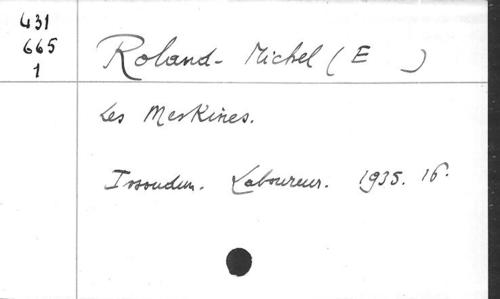 431
665
1
Roland-Michel (E )
Les Meskines.
Issoudun. Laboureur. 1935. 16°.